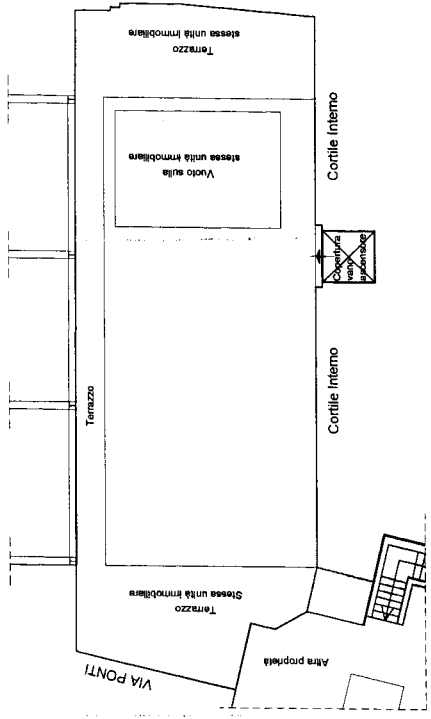 Terrazzo
stessa unità immobiliare
Vuoto sulla
stessa unità immobiliare
Cortile Interno
Copertura
vano
ascensore
Terrazzo
Cortile Interno
Terrazzo
Stessa unità immobiliare
Altra proprietà
VIA PONTI